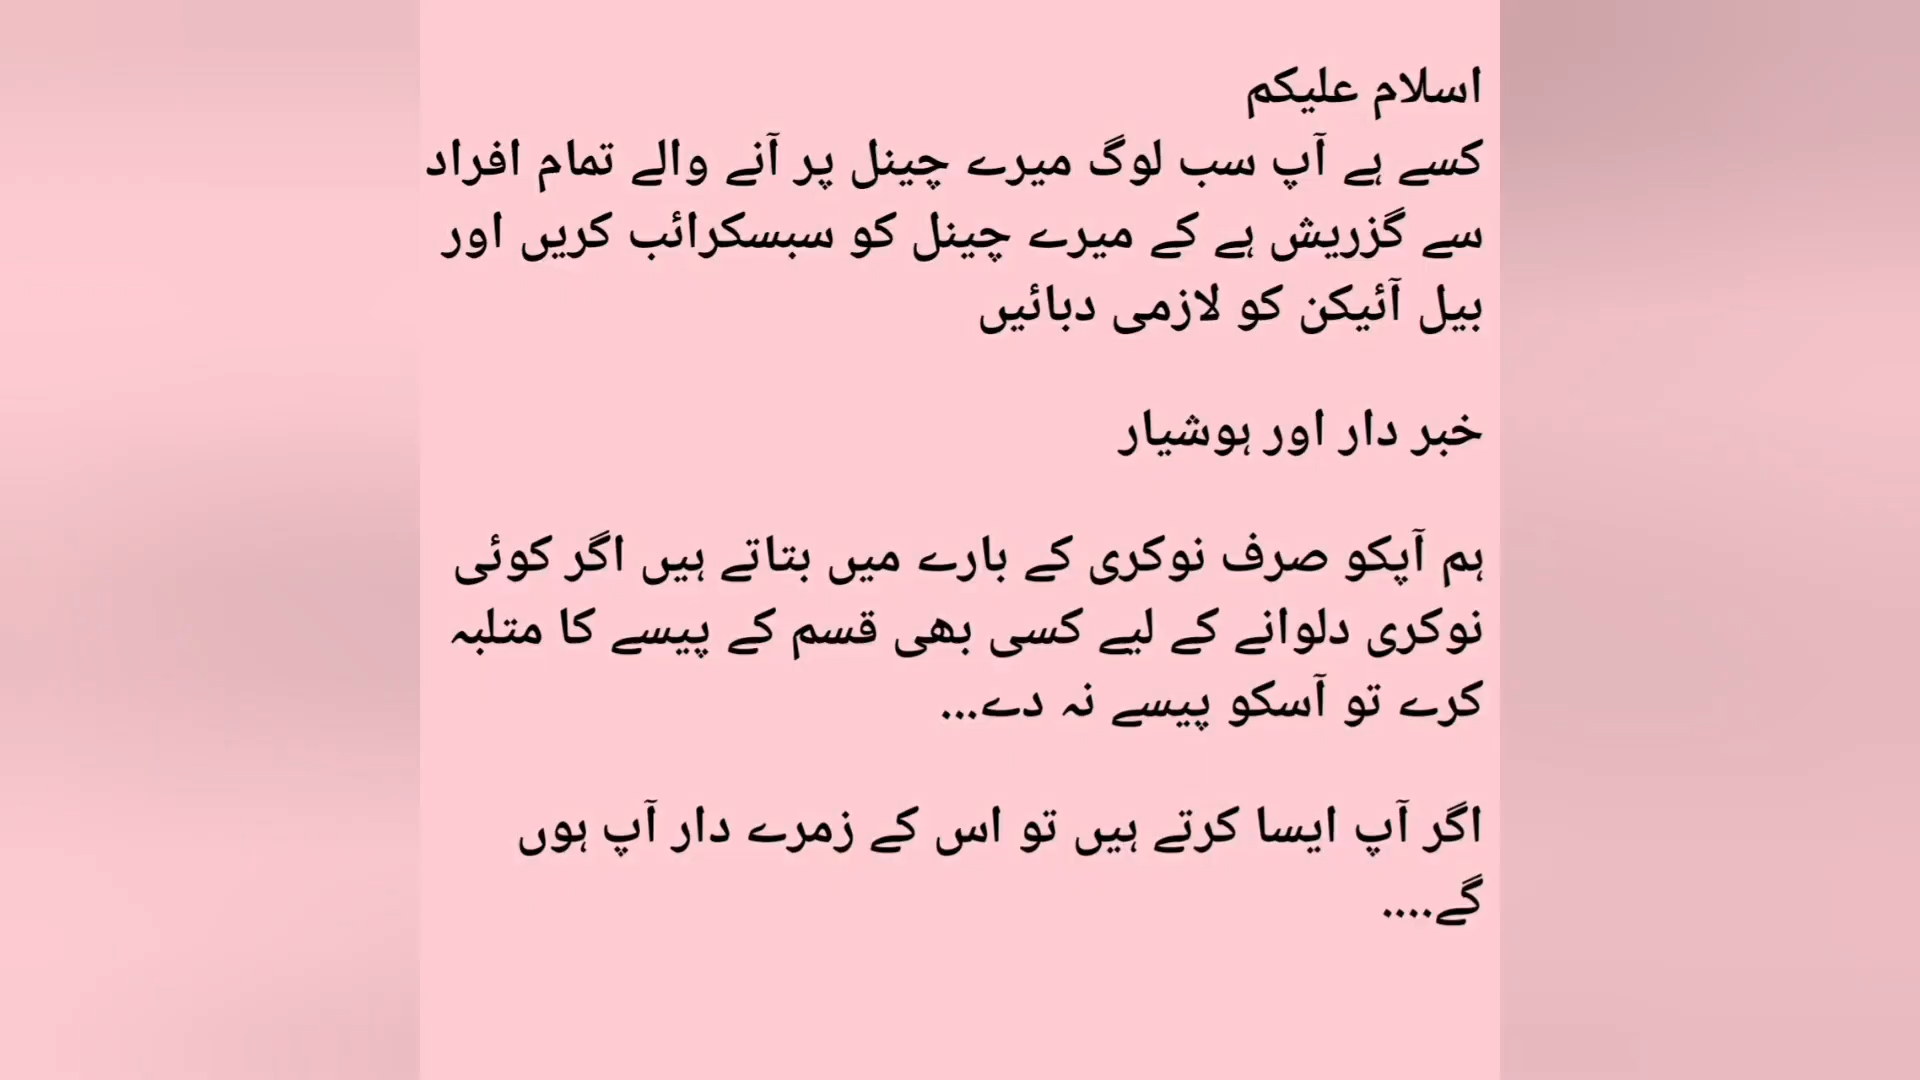 اسلام علیکم
کسے ہے آپ سب لوگ میرے چینل پر آنے والے تمام افراد
سے گزریش ہے کے میرے چینل کو سبسکرائب کریں اور
بیل آئیکن کو لازمی دبائیں
خبر دار اور ہوشیار
ہم آپکو صرف نوکری کے بارے میں بتاتے ہیں اگر کوئی
نوکری دلوانے کے لیے کسی بھی قسم کے پیسے کا متلبہ
کرے تو آسکو پیسے نہ دے...
اگر آپ ایسا کرتے ہیں تو اس کے زمرے دار آپ ہوں
گے....